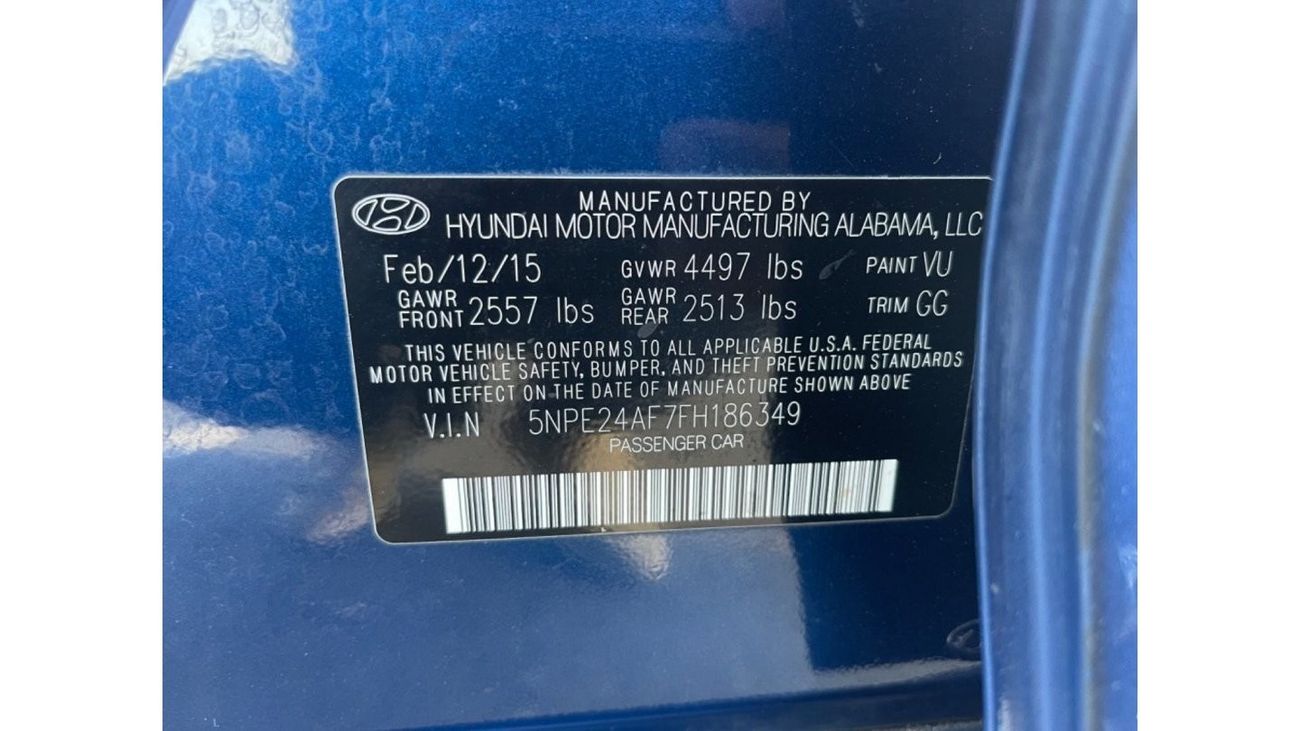 MANUFACTURED BY
HYUNDAI MOTOR MANUFACTURING ALABAMA, LLC
Feb/12/15 GVWR 4497 lbs PAINT VU
GAWR FRONT 2557 lbs GAWR REAR 2513 lbs TRIM GG
THIS VEHICLE CONFORMS TO ALL APPLICABLE U.S.A. FEDERAL
MOTOR VEHICLE SAFETY, BUMPER, AND THEFT PREVENTION STANDARDS
IN EFFECT ON THE DATE OF MANUFACTURE SHOWN ABOVE
V.I.N 5NPE24AF7FH186349
PASSENGER CAR